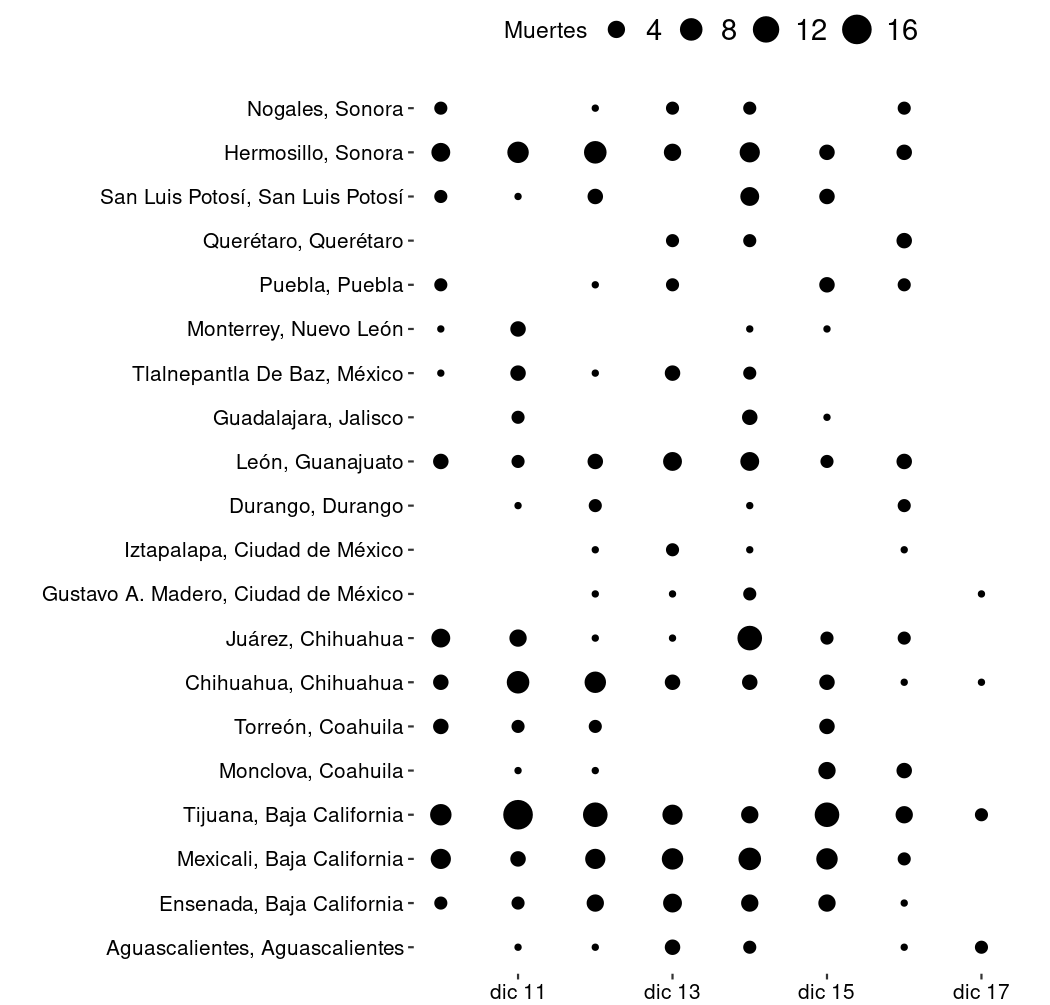 Muertes 4 8 12 16
Nogales, Sonora
Hermosillo, Sonora
San Luis Potosí, San Luis Potosí
Querétaro, Querétaro
Puebla, Puebla
Monterrey, Nuevo León
Tlalnepantla De Baz, México
Guadalajara, Jalisco
León, Guanajuato
Durango, Durango
Iztapalapa, Ciudad de México
Gustavo A. Madero, Ciudad de México
Juárez, Chihuahua
Chihuahua, Chihuahua
Torreón, Coahuila
Monclova, Coahuila
Tijuana, Baja California
Mexicali, Baja California
Ensenada, Baja California
Aguascalientes, Aguascalientes
dic 11 dic 13 dic 15 dic 17